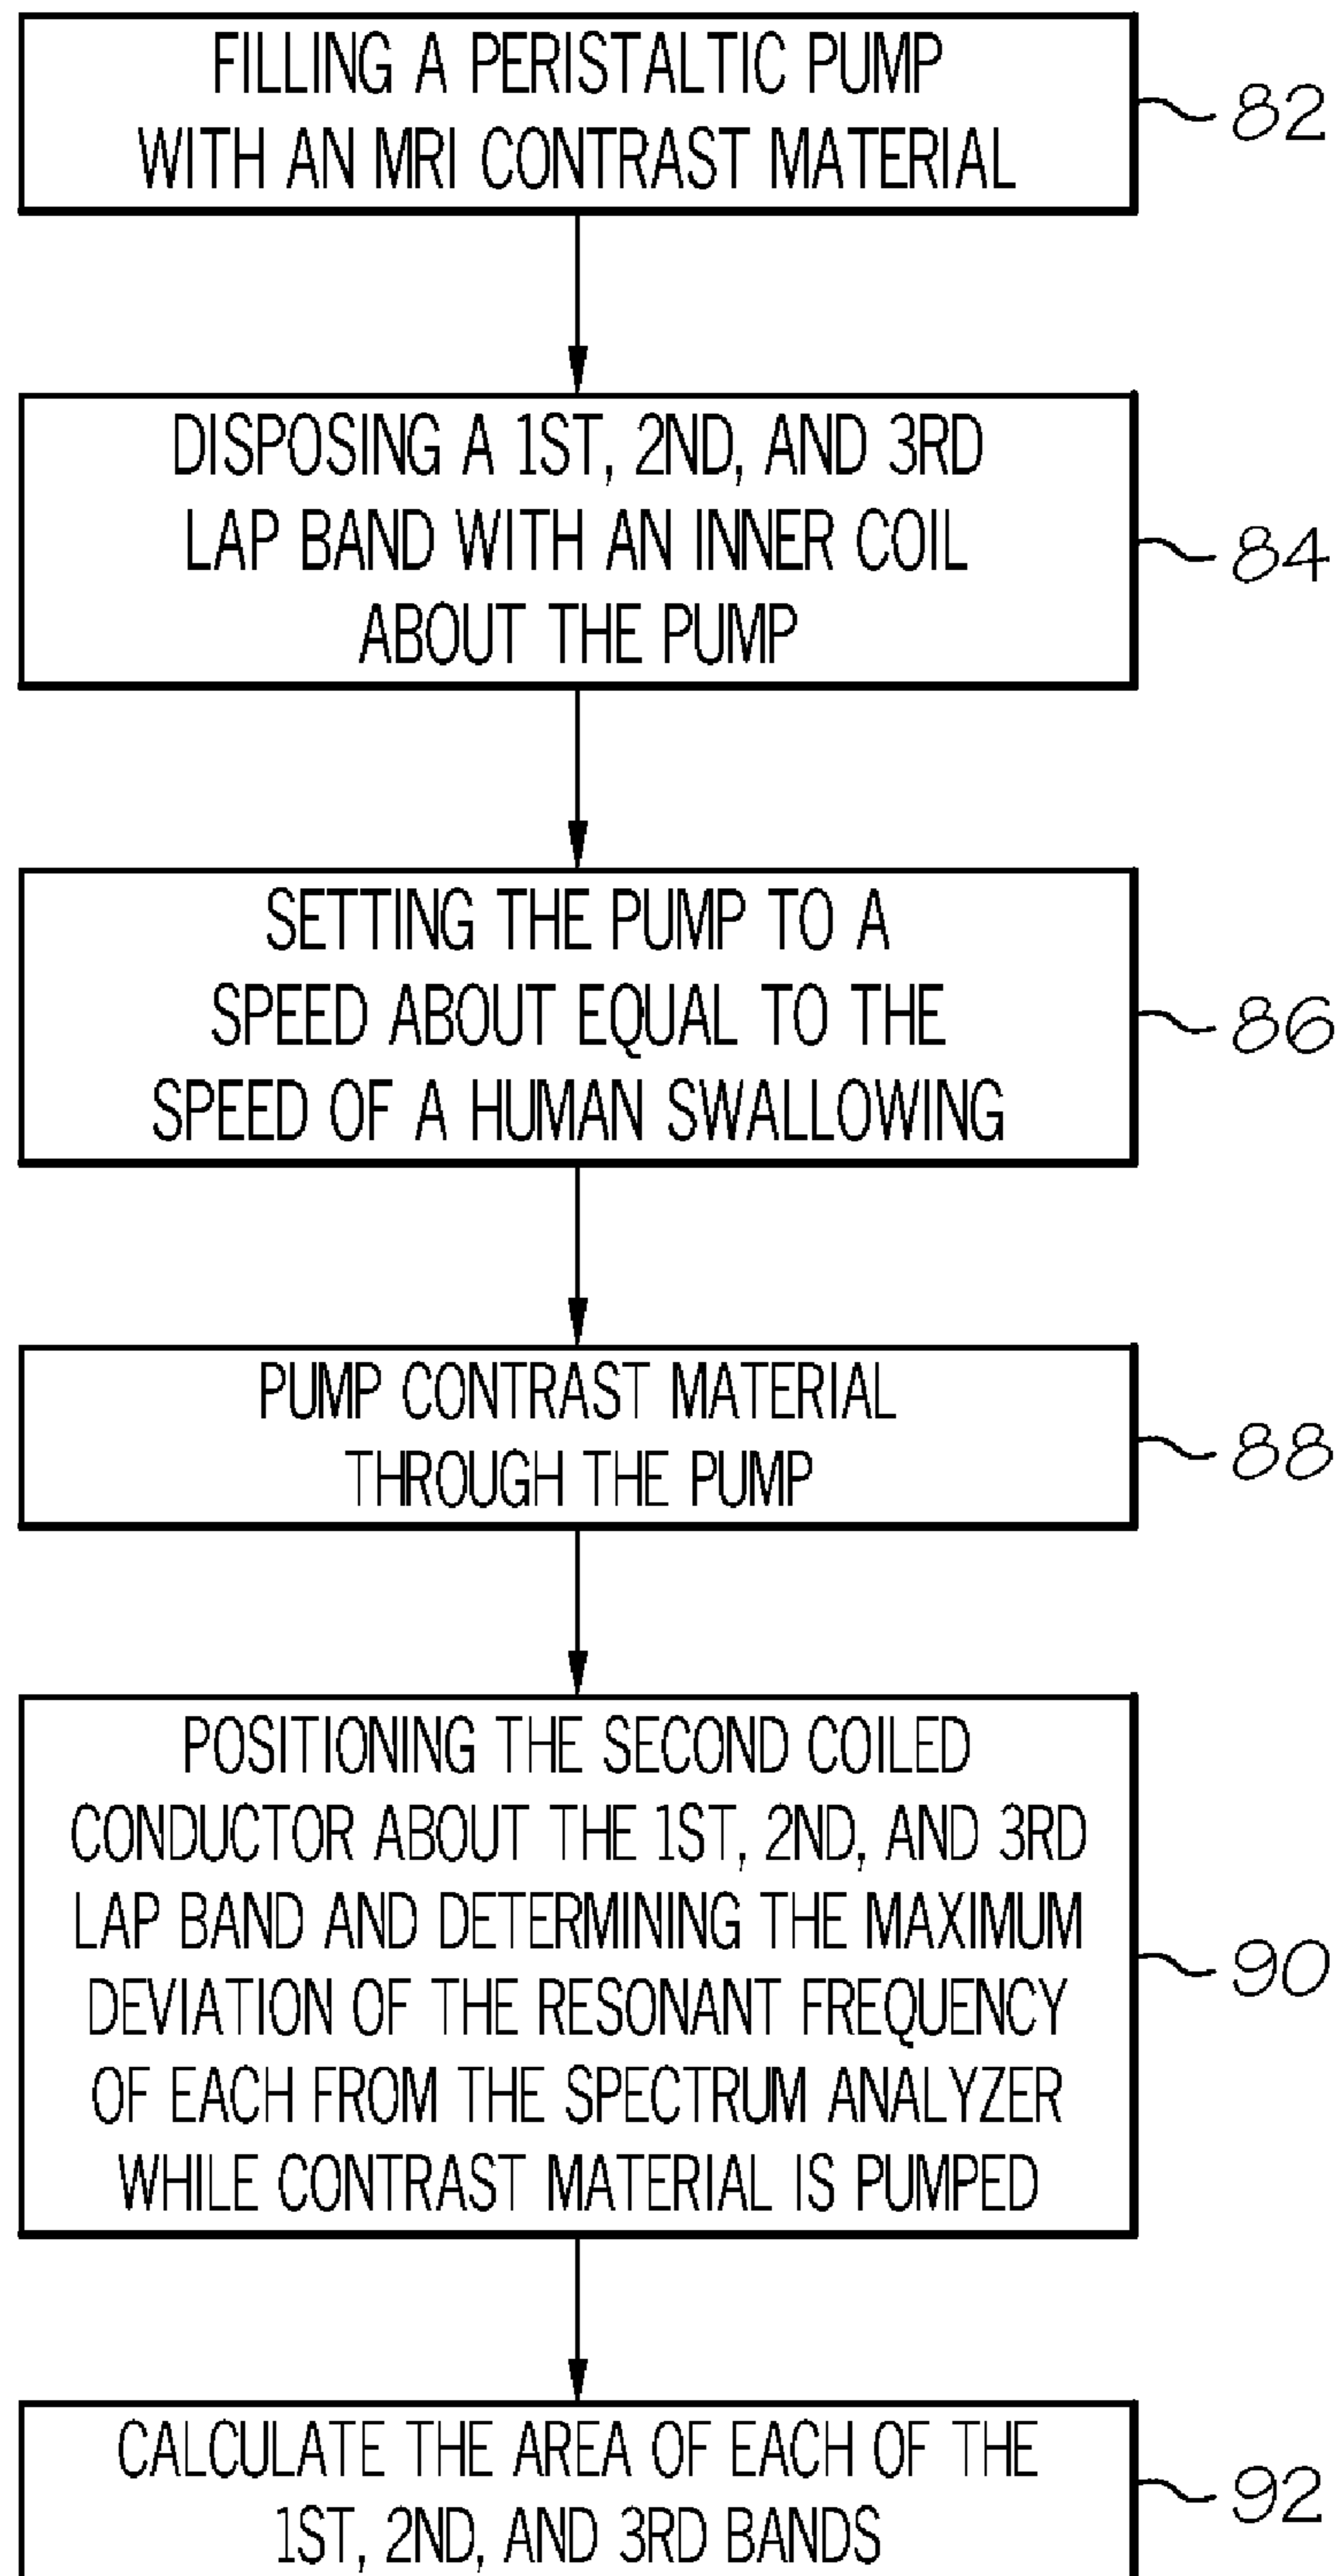 FILLING A PERISTALTIC PUMP
WITH AN MRI CONTRAST MATERIAL
82
DISPOSING A 1ST, 2ND, AND 3RD
LAP BAND WITH AN INNER COIL
ABOUT THE PUMP
84
SETTING THE PUMP TO A
SPEED ABOUT EQUAL TO THE
SPEED OF A HUMAN SWALLOWING
86
PUMP CONTRAST MATERIAL
THROUGH THE PUMP
88
POSITIONING THE SECOND COILED
CONDUCTOR ABOUT THE 1ST, 2ND, AND 3RD
LAP BAND AND DETERMINING THE MAXIMUM
DEVIATION OF THE RESONANT FREQUENCY
OF EACH FROM THE SPECTRUM ANALYZER
WHILE CONTRAST MATERIAL IS PUMPED
90
CALCULATE THE AREA OF EACH OF THE
1ST, 2ND, AND 3RD BANDS
92